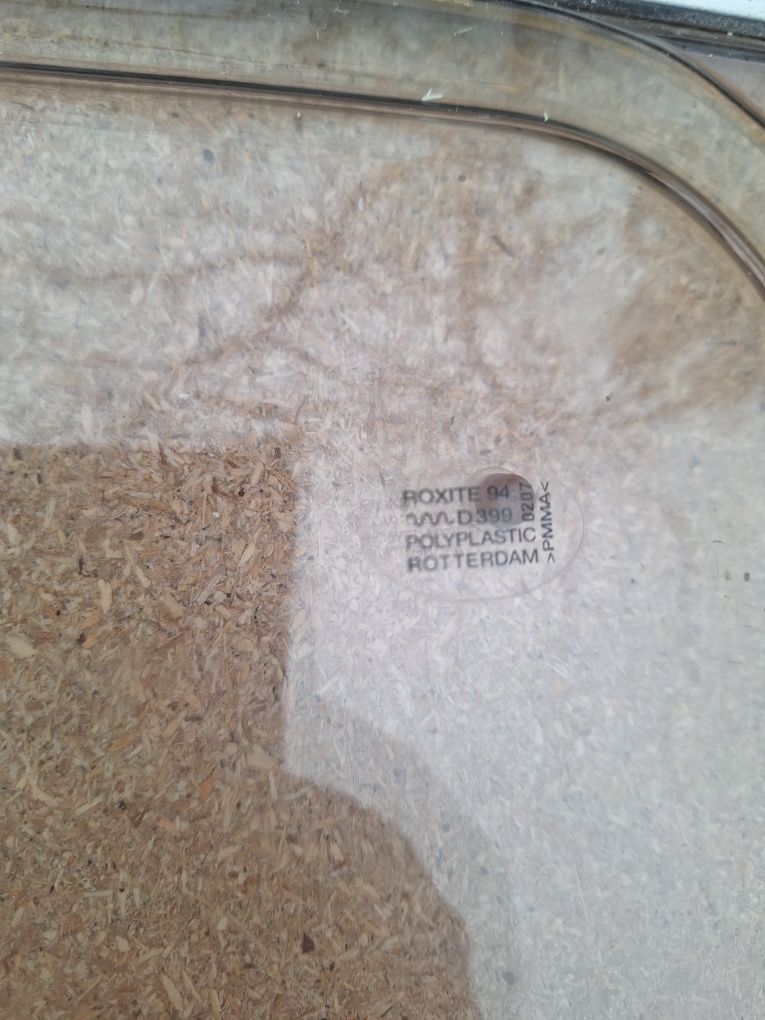 ROXITE 94
D399
POLYPLASTIC
ROTTERDAM
0207
>PMMA<